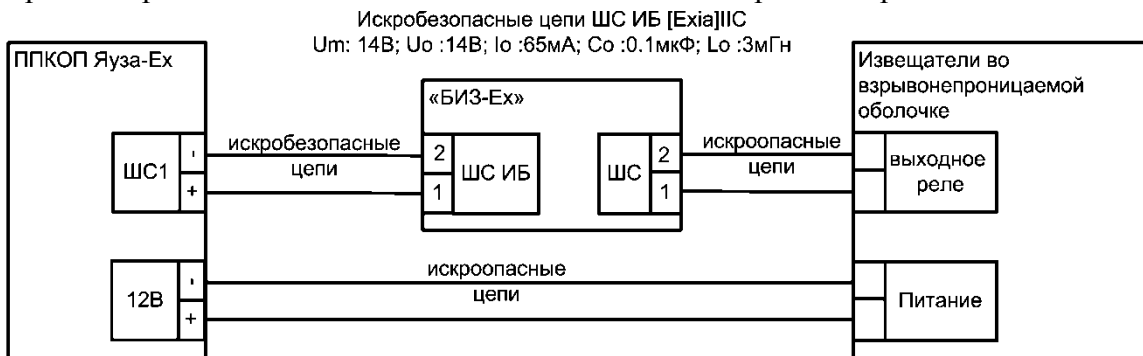 Искробезопасные цепи ШС ИБ [Exia]IIC
Um: 14В; Uo :14В; Io :65мА; Co :0.1мкФ; Lo :3мГн
ППКОП Яуза-Ex
«БИЗ-Ex»
Извещатели во
взрывонепроницаемой
оболочке
ШС1
-
+
искробезопасные
цепи
2
1
ШС ИБ
ШС
2
1
искроопасные
цепи
выходное
реле
12В
-
+
искроопасные
цепи
Питание